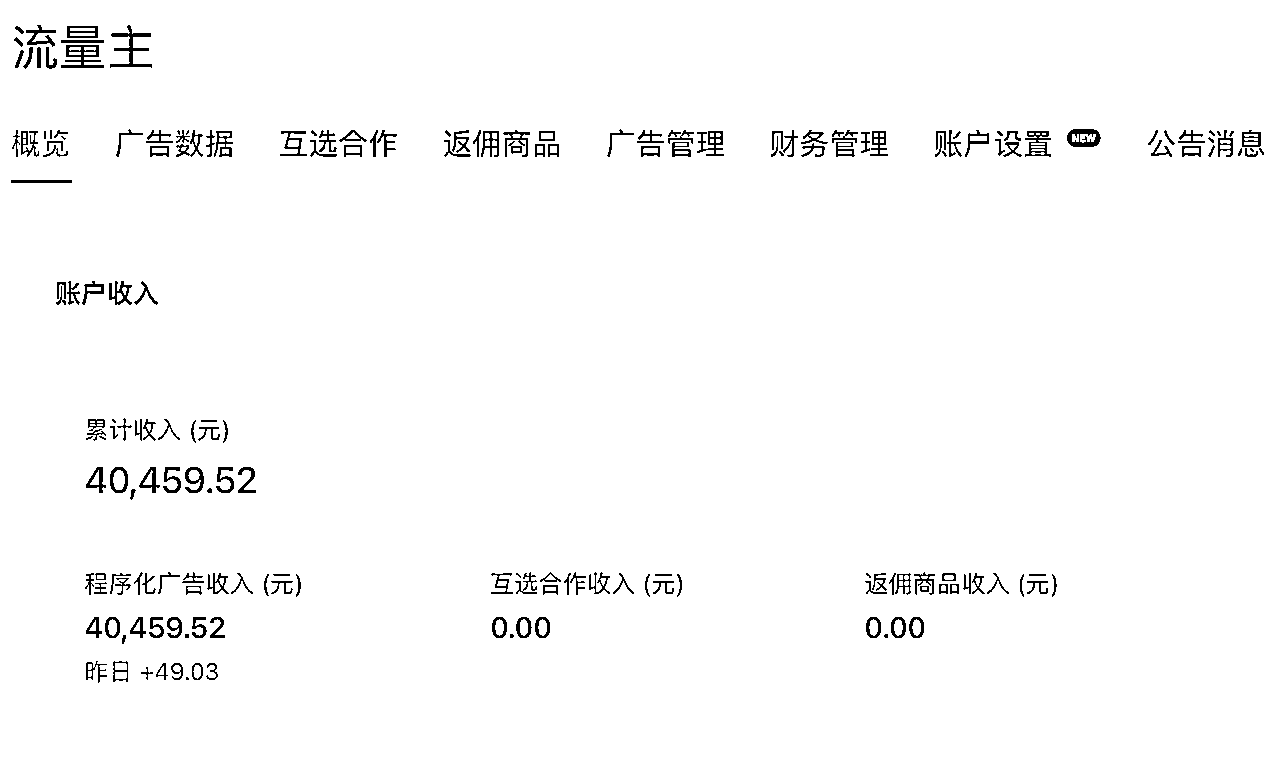 流量主
概览 广告数据 互选合作 返佣商品 广告管理 财务管理 账户设置 NEW 公告消息
账户收入
累计收入 (元)
40,459.52
程序化广告收入 (元) 互选合作收入 (元) 返佣商品收入 (元)
40,459.52 0.00 0.00
昨日 +49.03